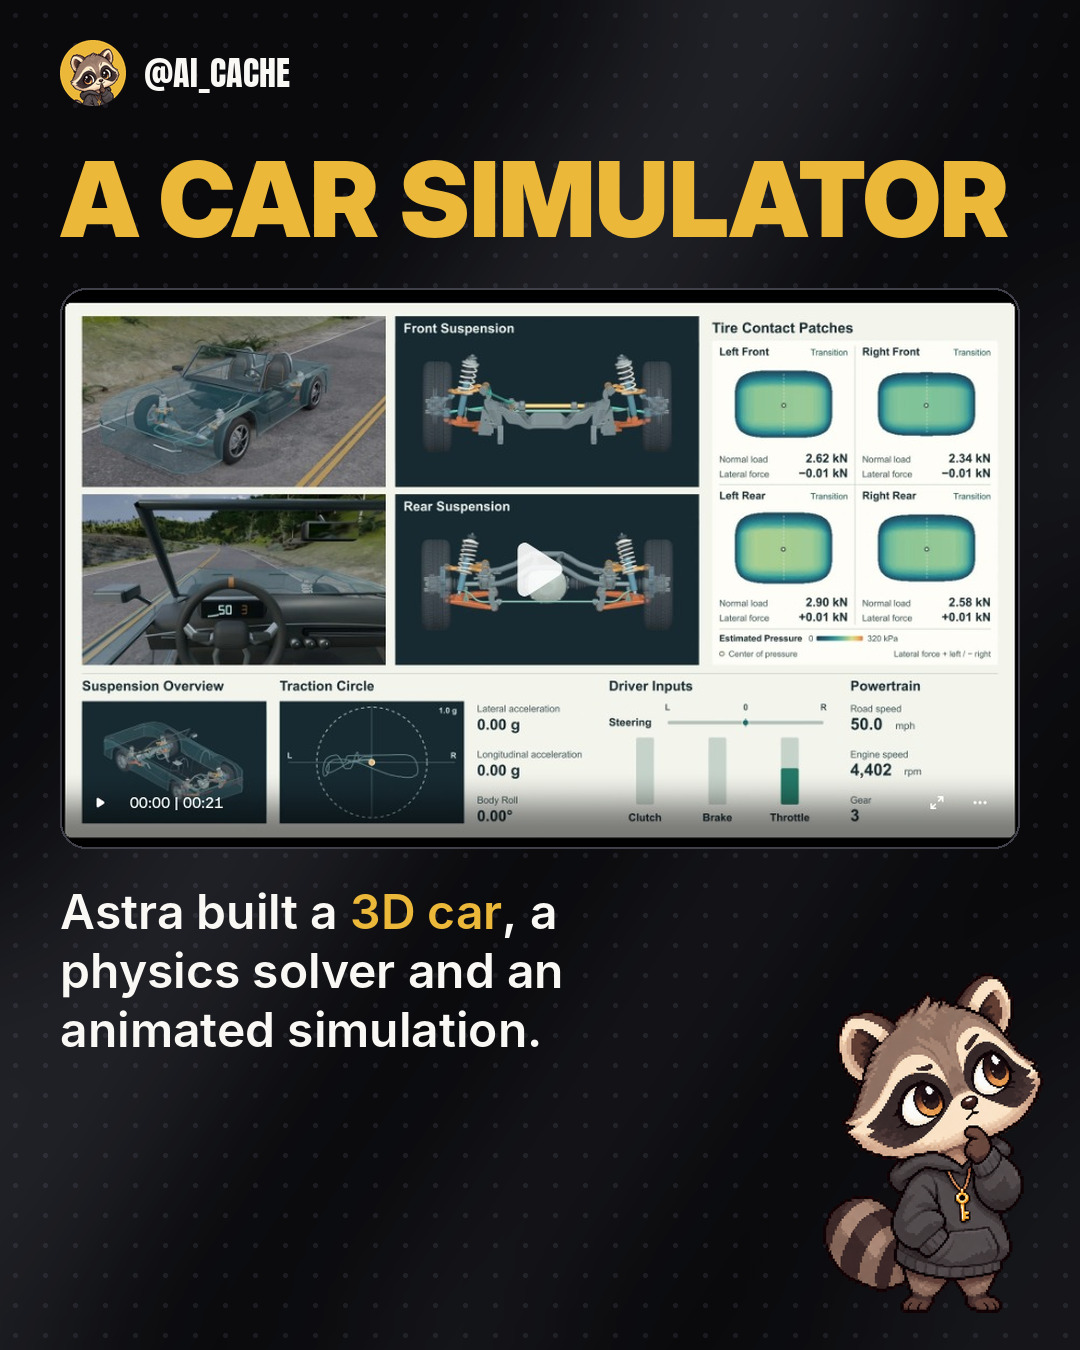 @AI_CACHE
A CAR SIMULATOR
Front Suspension
Rear Suspension
50 3
Tire Contact Patches
Left Front Transition
Right Front Transition
Normal load 2.62 kN
Lateral force −0.01 kN
Normal load 2.34 kN
Lateral force −0.01 kN
Left Rear Transition
Right Rear Transition
Normal load 2.90 kN
Lateral force +0.01 kN
Normal load 2.58 kN
Lateral force +0.01 kN
Estimated Pressure 0 320 kPa
Center of pressure Lateral force + left / − right
Suspension Overview
00:00 | 00:21
Traction Circle
1.0 g
L R
Lateral acceleration
0.00 g
Longitudinal acceleration
0.00 g
Body Roll
0.00°
Driver Inputs
L 0 R
Steering
Clutch Brake Throttle
Powertrain
Road speed
50.0 mph
Engine speed
4,402 rpm
Gear
3
Astra built a 3D car, a
physics solver and an
animated simulation.